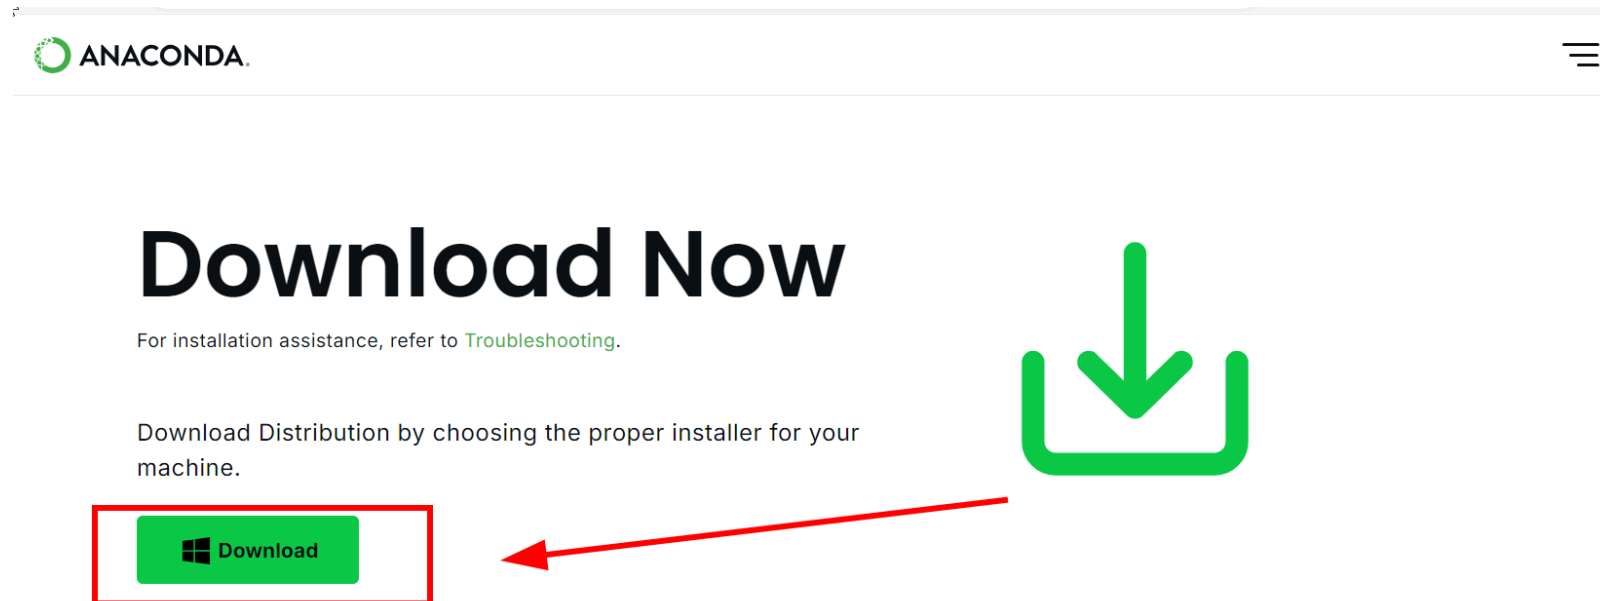 ANACONDA.
Download Now
For installation assistance, refer to Troubleshooting.
Download Distribution by choosing the proper installer for your
machine.
Download